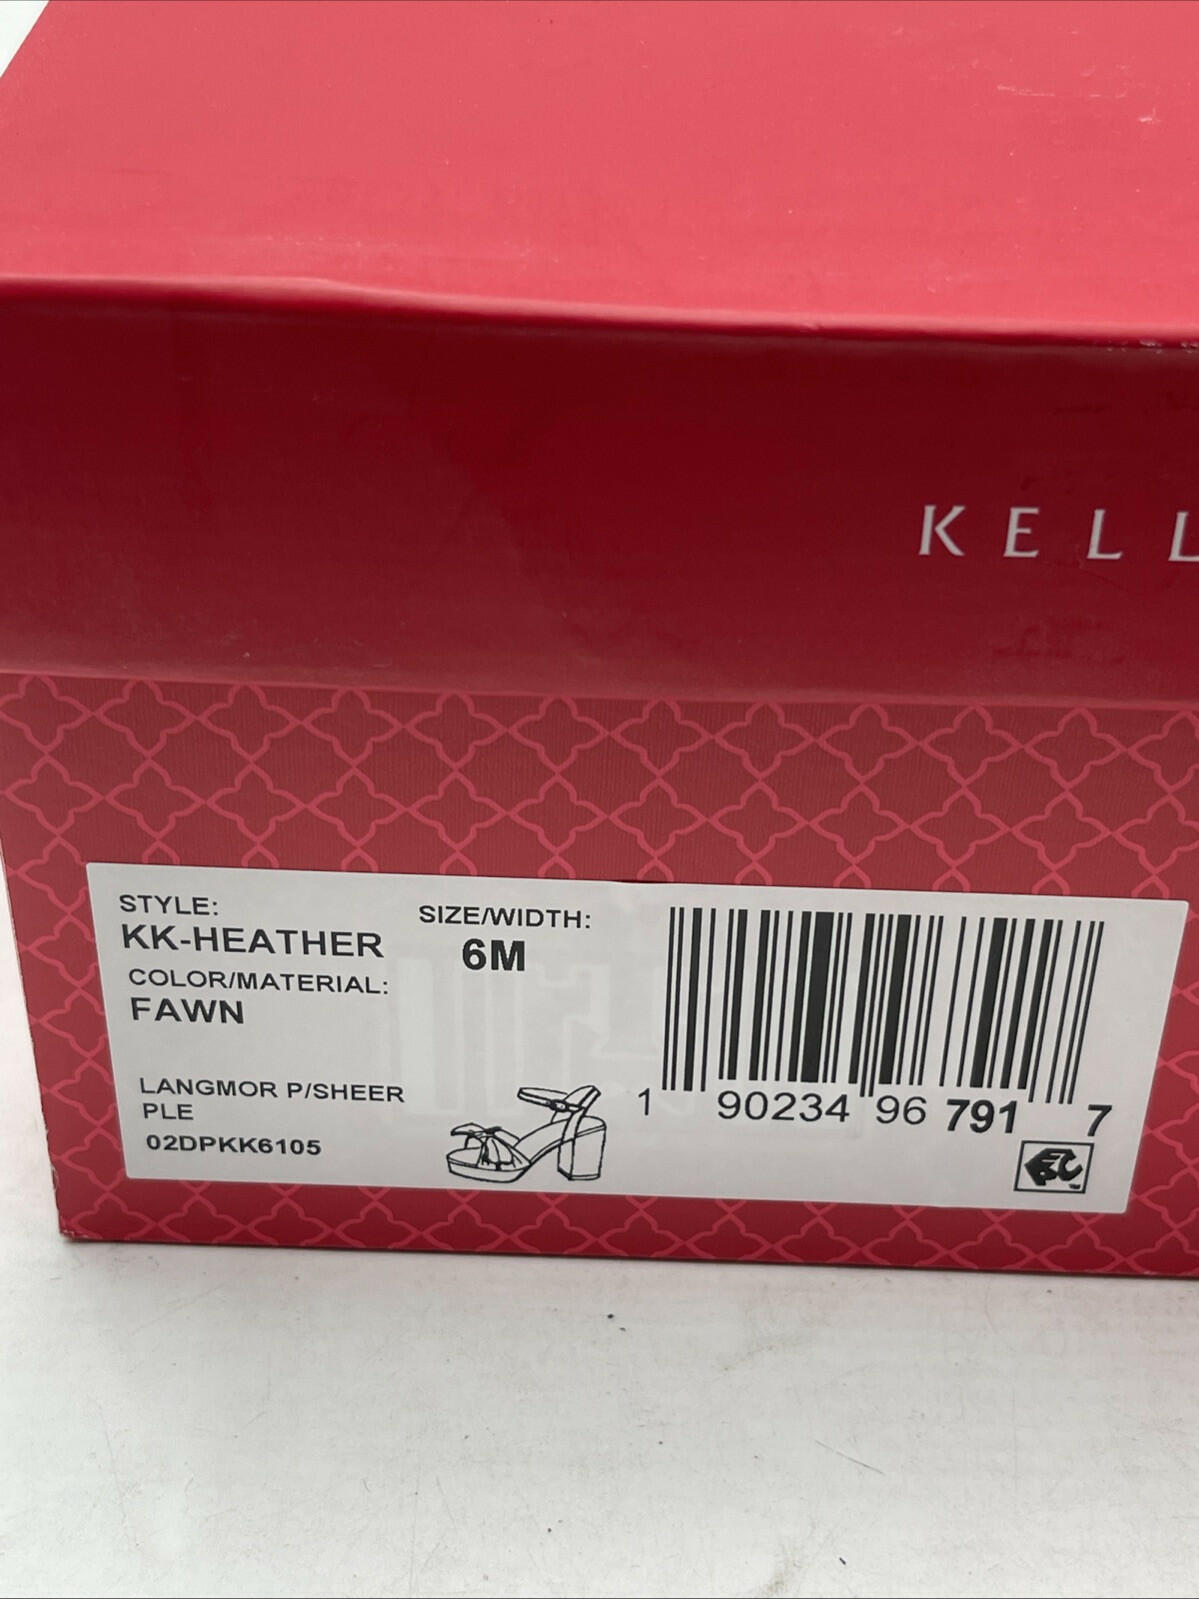 KELL
STYLE:
KK-HEATHER
SIZE/WIDTH:
6M
COLOR/MATERIAL:
FAWN
LANGMOR P/SHEER
PLE
02DPKK6105
1 90234 96 791 7